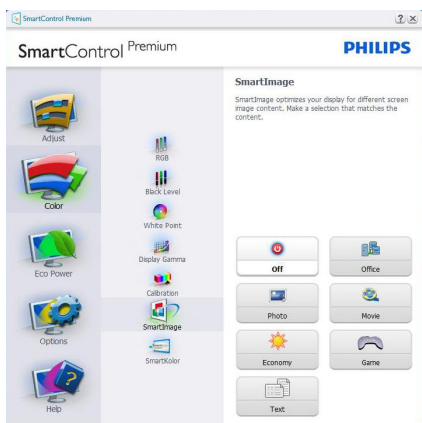 SmartControl Premium
SmartControl Premium
PHILIPS
Adjust
Color
Eco Power
Options
Help
RGB
Black Level
White Point
Display Gamma
Calibration
SmartImage
SmartKolor
SmartImage
SmartImage optimizes your display for different screen
image content. Make a selection that matches the
content.
Off
Office
Photo
Movie
Economy
Game
Text